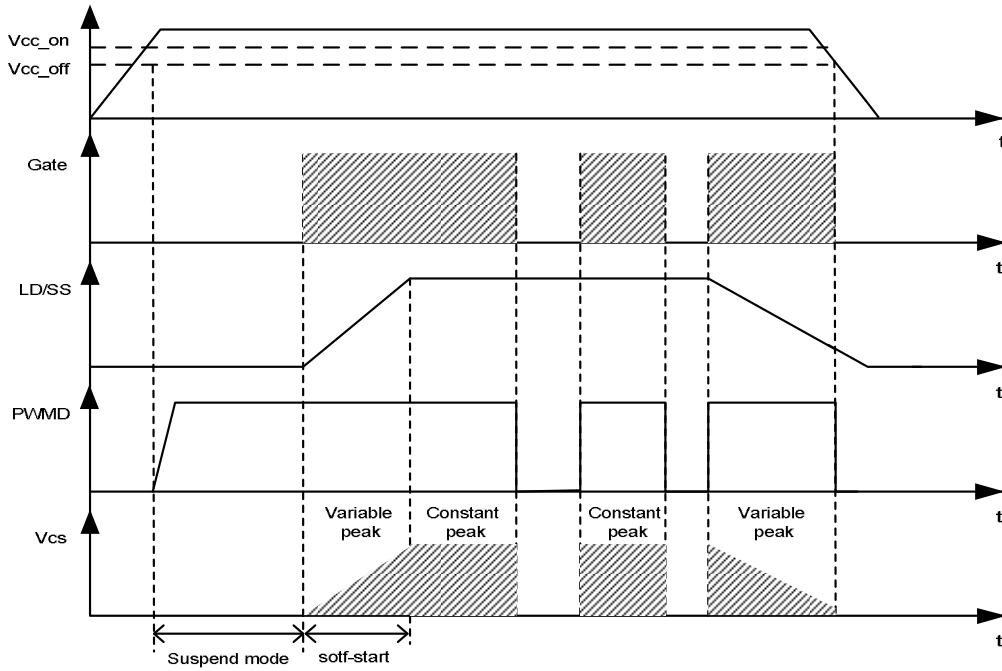 Vcc_on
Vcc_off
t
Gate
t
LD/SS
t
PWMD
t
Variable peak
Constant peak
Constant peak
Variable peak
Vcs
t
Suspend mode
sotf-start